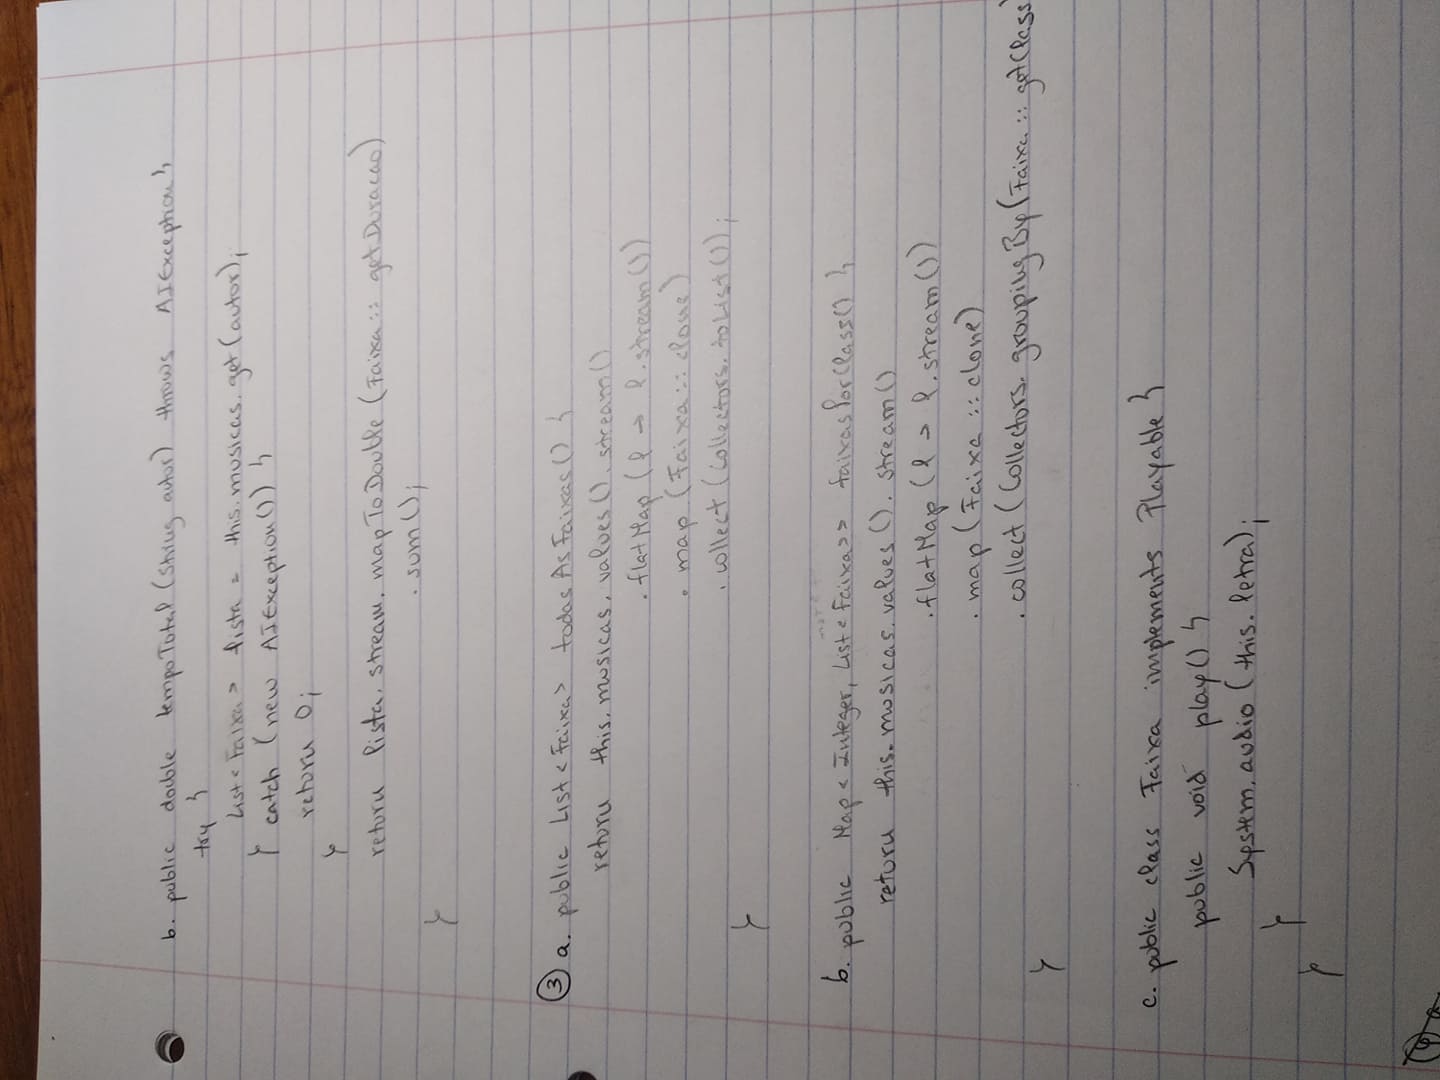 b. public double tempoTotal (String autor) throws AIException {
try {
List<Faixa> lista = this.musicas.get(autor);
} catch (new AIException()) {
return 0;
}
return lista.stream.mapToDouble (Faixa::getDuracao)
.sum();
}
③ a. public List<Faixa> todasAsFaixas() {
return this.musicas.values().stream()
.flatMap (l → l.stream())
.map (Faixa::clone)
.collect (Collectors.toList());
}
b. public Map<Integer, List<Faixa>> faixasPorClass() {
return this.musicas.values().stream()
.flatMap (l -> l.stream())
.map (Faixa::clone)
.collect (Collectors.groupingBy(Faixa::getClass)
}
c. public class Faixa implements Playable {
public void play() {
System.audio (this.letra);
}
}